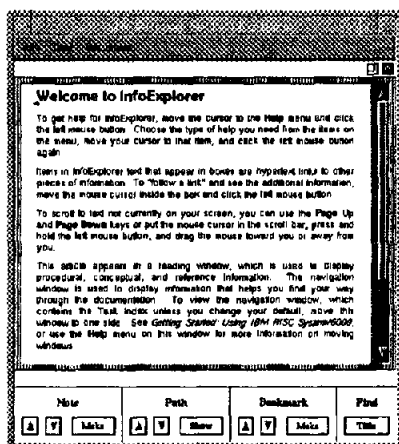 Welcome to InfoExplorer
To get help for InfoExplorer, move the cursor to the Help menu and click
the left mouse button. Choose the type of help you need from the items on
the menu, move your cursor to that item, and click the left mouse button
again.
Items in InfoExplorer text that appear in boxes are hypertext links to other
pieces of information. To "follow a link" and see the additional information,
move the mouse cursor inside the box and click the left mouse button.
To scroll to text not currently on your screen, you can use the Page Up
and Page Down keys or put the mouse cursor in the scroll bar, press and
hold the left mouse button, and drag the mouse toward you or away from
you.
This article appears in a reading window, which is used to display
procedural, conceptual, and reference information. The navigation
window is used to display information that helps you find your way
through the documentation. To view the navigation window, which
contains the Task Index unless you change your default, move this
window to one side. See Getting Started: Using IBM RISC System/6000,
or use the Help menu on this window for more information on moving
windows.
Note Path Bookmark Find
Make Show Make This